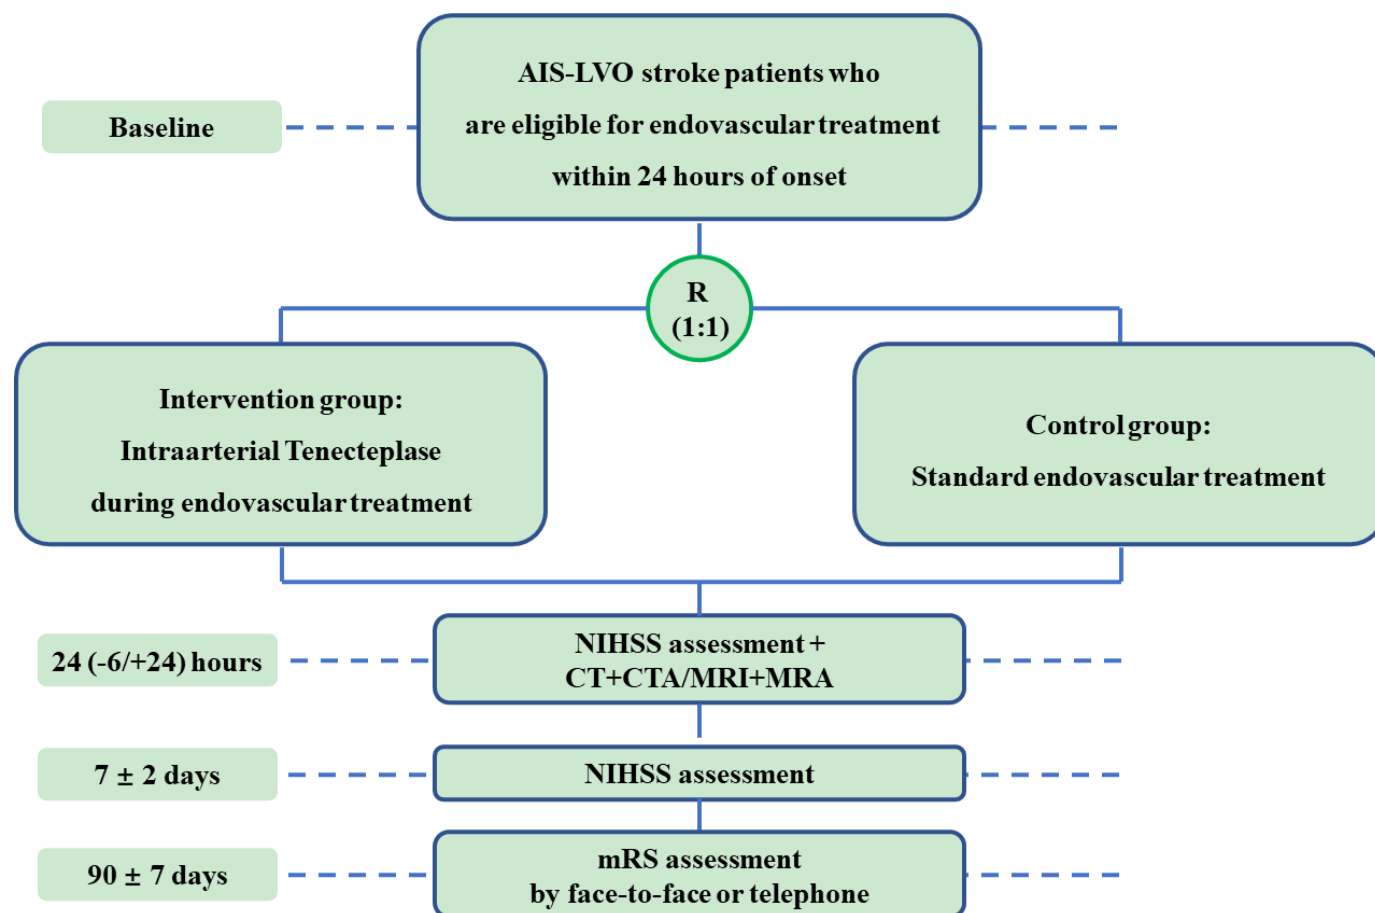 AIS-LVO stroke patients who
are eligible for endovascular treatment
within 24 hours of onset
Baseline
R
(1:1)
Intervention group:
Intraarterial Tenecteplase
during endovascular treatment
Control group:
Standard endovascular treatment
24 (-6/+24) hours
NIHSS assessment +
CT+CTA/MRI+MRA
7 ± 2 days
NIHSS assessment
90 ± 7 days
mRS assessment
by face-to-face or telephone